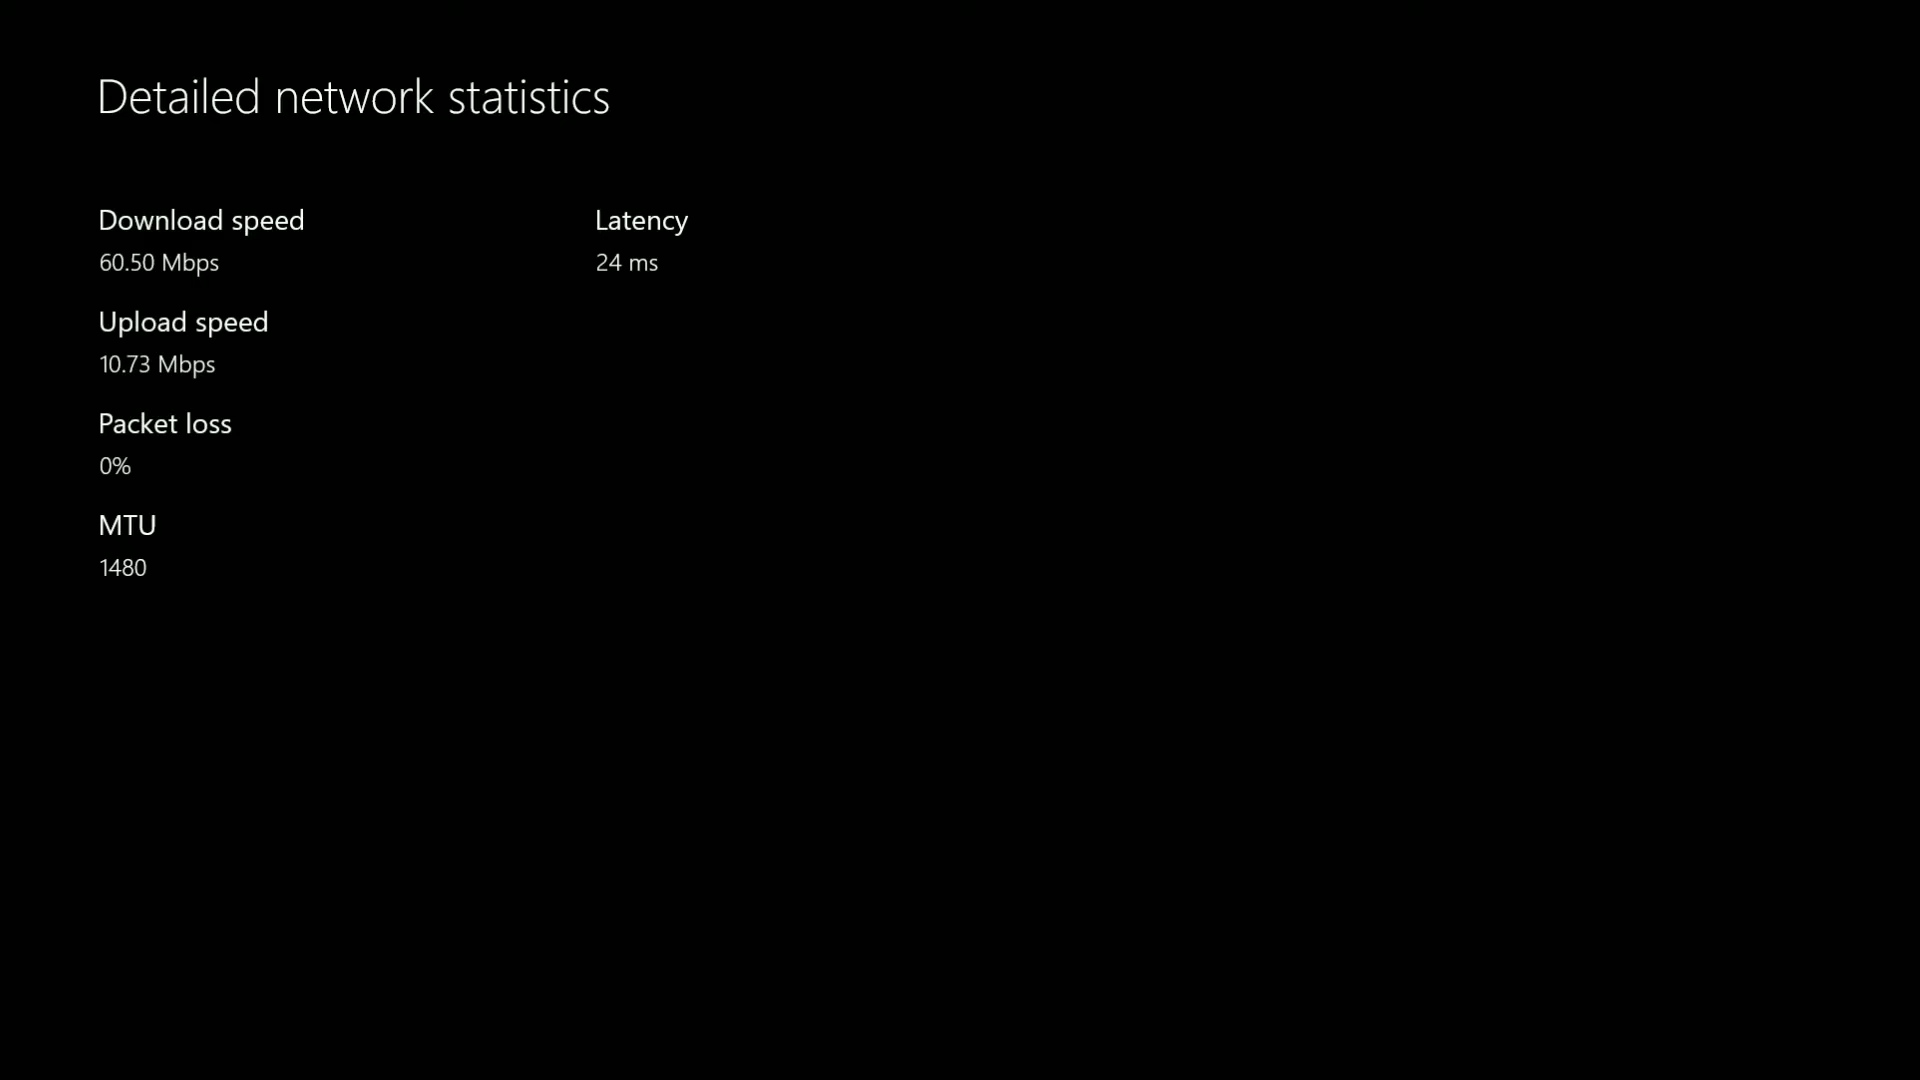 Detailed network statistics
Download speed
60.50 Mbps
Upload speed
10.73 Mbps
Packet loss
0%
MTU
1480
Latency
24 ms